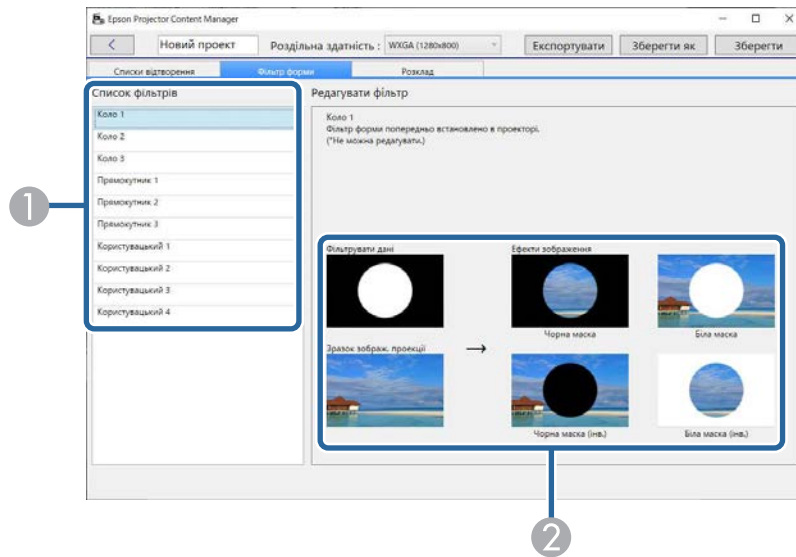 Epson Projector Content Manager
Новий проект Роздільна здатність : WXGA (1280x800) Експортувати Зберегти як Зберегти
Списки відтворення Фільтр форми Розклад
Список фільтрів
Коло 1
Коло 2
Коло 3
Прямокутник 1
Прямокутник 2
Прямокутник 3
Користувацький 1
Користувацький 2
Користувацький 3
Користувацький 4
Редагувати фільтр
Коло 1
Фільтр форми попередньо встановлено в проекторі.
(*Не можна редагувати.)
Фільтрувати дані Ефекти зображення
Чорна маска Біла маска
Зразок зображ. проекції →
Чорна маска (інв.) Біла маска (інв.)
1
2